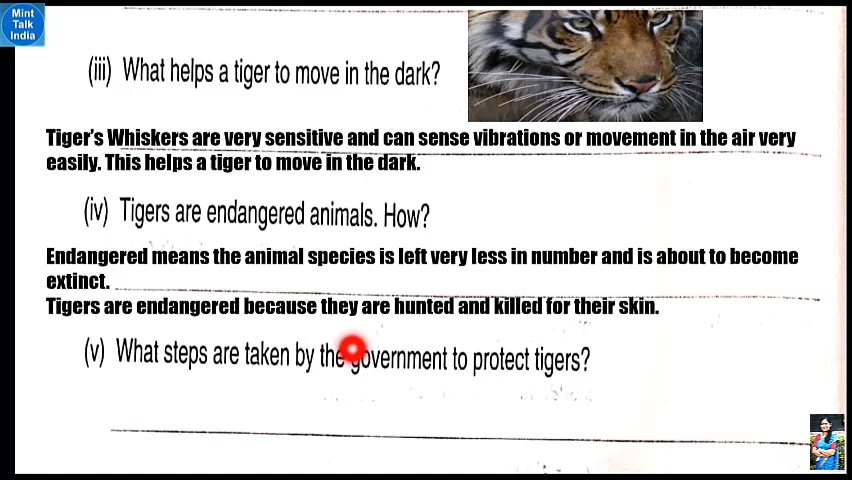 Mint
Talk
India
(iii) What helps a tiger to move in the dark?
Tiger's Whiskers are very sensitive and can sense vibrations or movement in the air very
easily. This helps a tiger to move in the dark.
(iv) Tigers are endangered animals. How?
Endangered means the animal species is left very less in number and is about to become
extinct.
Tigers are endangered because they are hunted and killed for their skin.
(v) What steps are taken by the government to protect tigers?